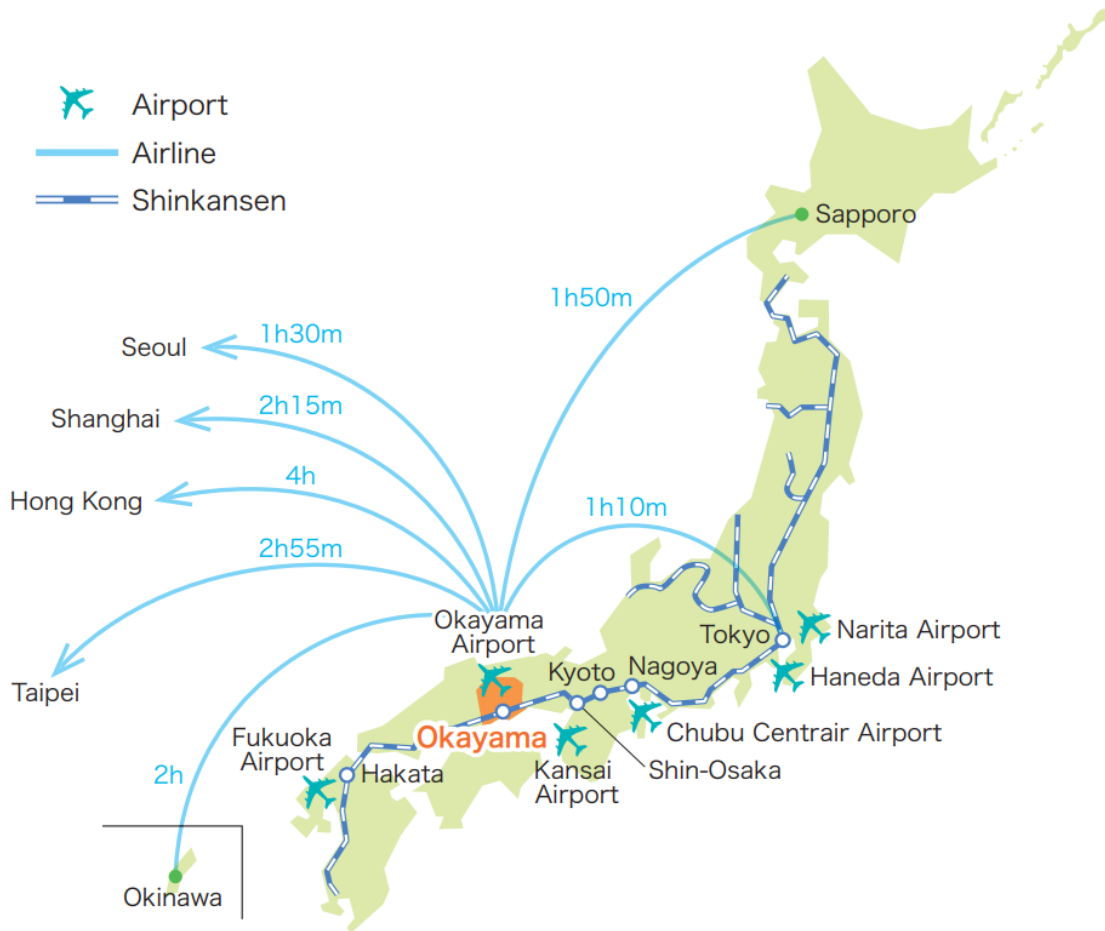 Airport
Airline
Shinkansen
Sapporo
1h50m
1h30m
Seoul
2h15m
Shanghai
4h
Hong Kong
1h10m
2h55m
Okayama
Airport
Tokyo
Narita Airport
Kyoto
Nagoya
Haneda Airport
Taipei
Okayama
Chubu Centrair Airport
Fukuoka
Airport
Hakata
Kansai
Airport
Shin-Osaka
2h
Okinawa